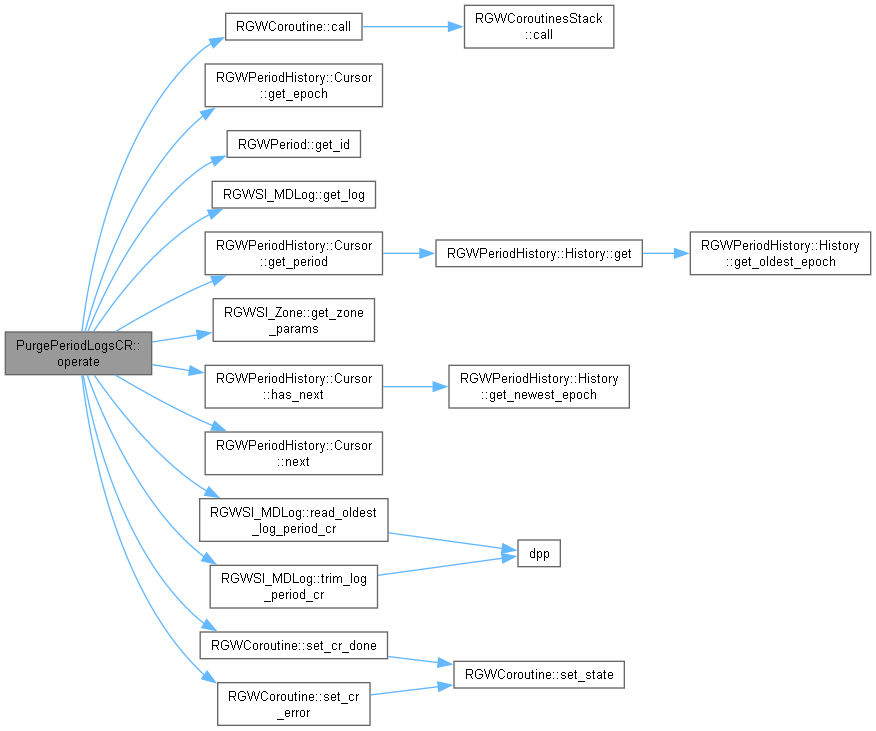 RGWCoroutine::call
RGWCoroutinesStack
::call
RGWPeriodHistory::Cursor
::get_epoch
RGWPeriod::get_id
RGWSI_MDLog::get_log
RGWPeriodHistory::Cursor
::get_period
RGWPeriodHistory::History::get
RGWPeriodHistory::History
::get_oldest_epoch
RGWSI_Zone::get_zone
_params
PurgePeriodLogsCR::
operate
RGWPeriodHistory::Cursor
::has_next
RGWPeriodHistory::History
::get_newest_epoch
RGWPeriodHistory::Cursor
::next
RGWSI_MDLog::read_oldest
_log_period_cr
dpp
RGWSI_MDLog::trim_log
_period_cr
RGWCoroutine::set_cr_done
RGWCoroutine::set_state
RGWCoroutine::set_cr
_error